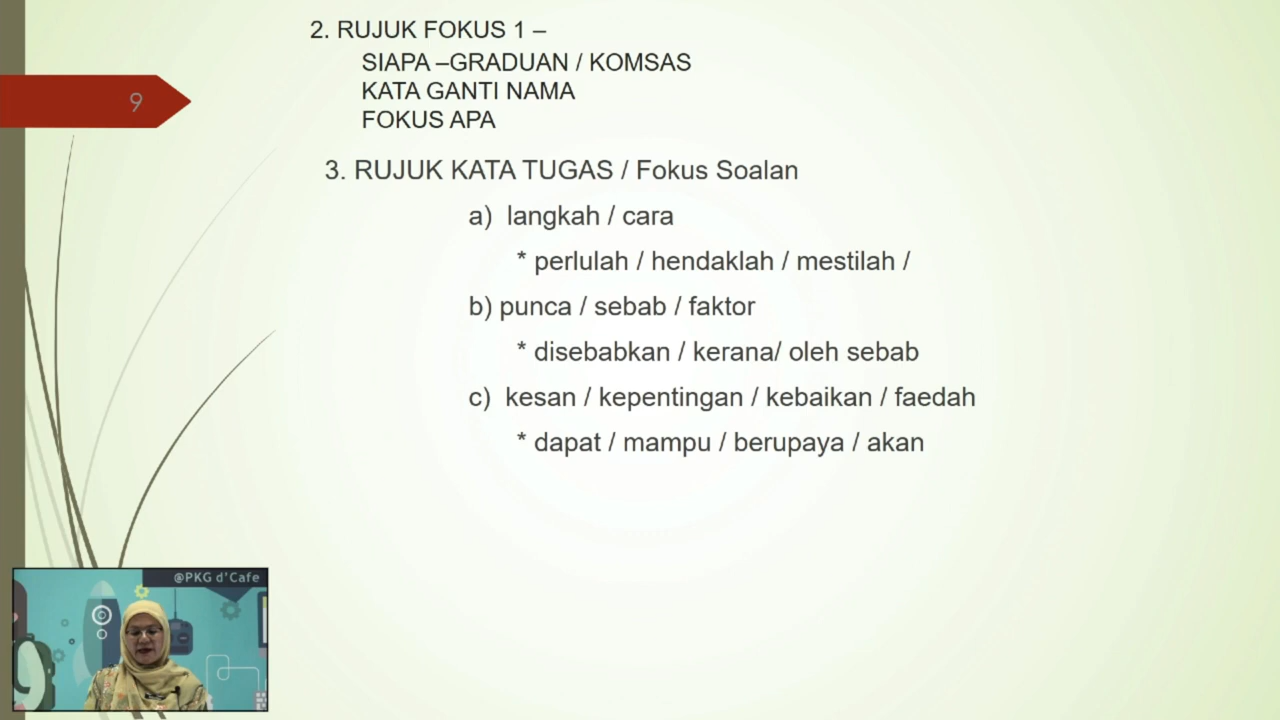 2. RUJUK FOKUS 1 –
SIAPA –GRADUAN / KOMSAS
KATA GANTI NAMA
FOKUS APA
9
3. RUJUK KATA TUGAS / Fokus Soalan
a) langkah / cara
* perlulah / hendaklah / mestilah /
b) punca / sebab / faktor
* disebabkan / kerana/ oleh sebab
c) kesan / kepentingan / kebaikan / faedah
* dapat / mampu / berupaya / akan
@PKG d'Cafe